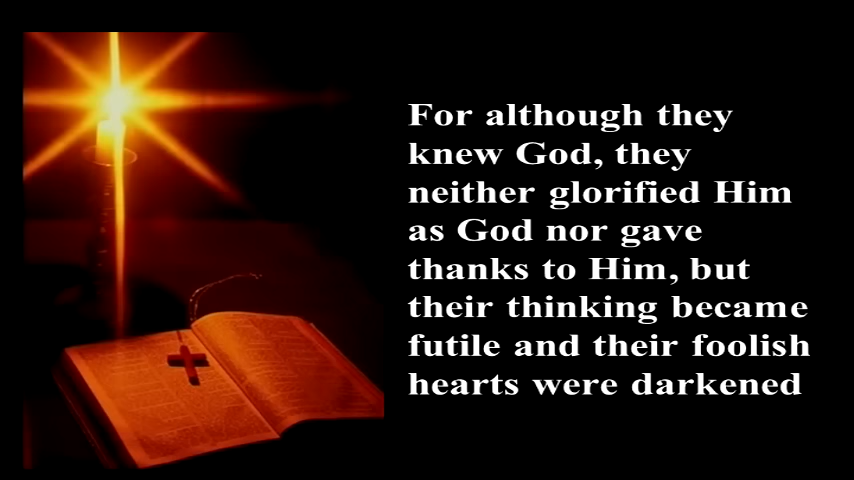 For although they
knew God, they
neither glorified Him
as God nor gave
thanks to Him, but
their thinking became
futile and their foolish
hearts were darkened